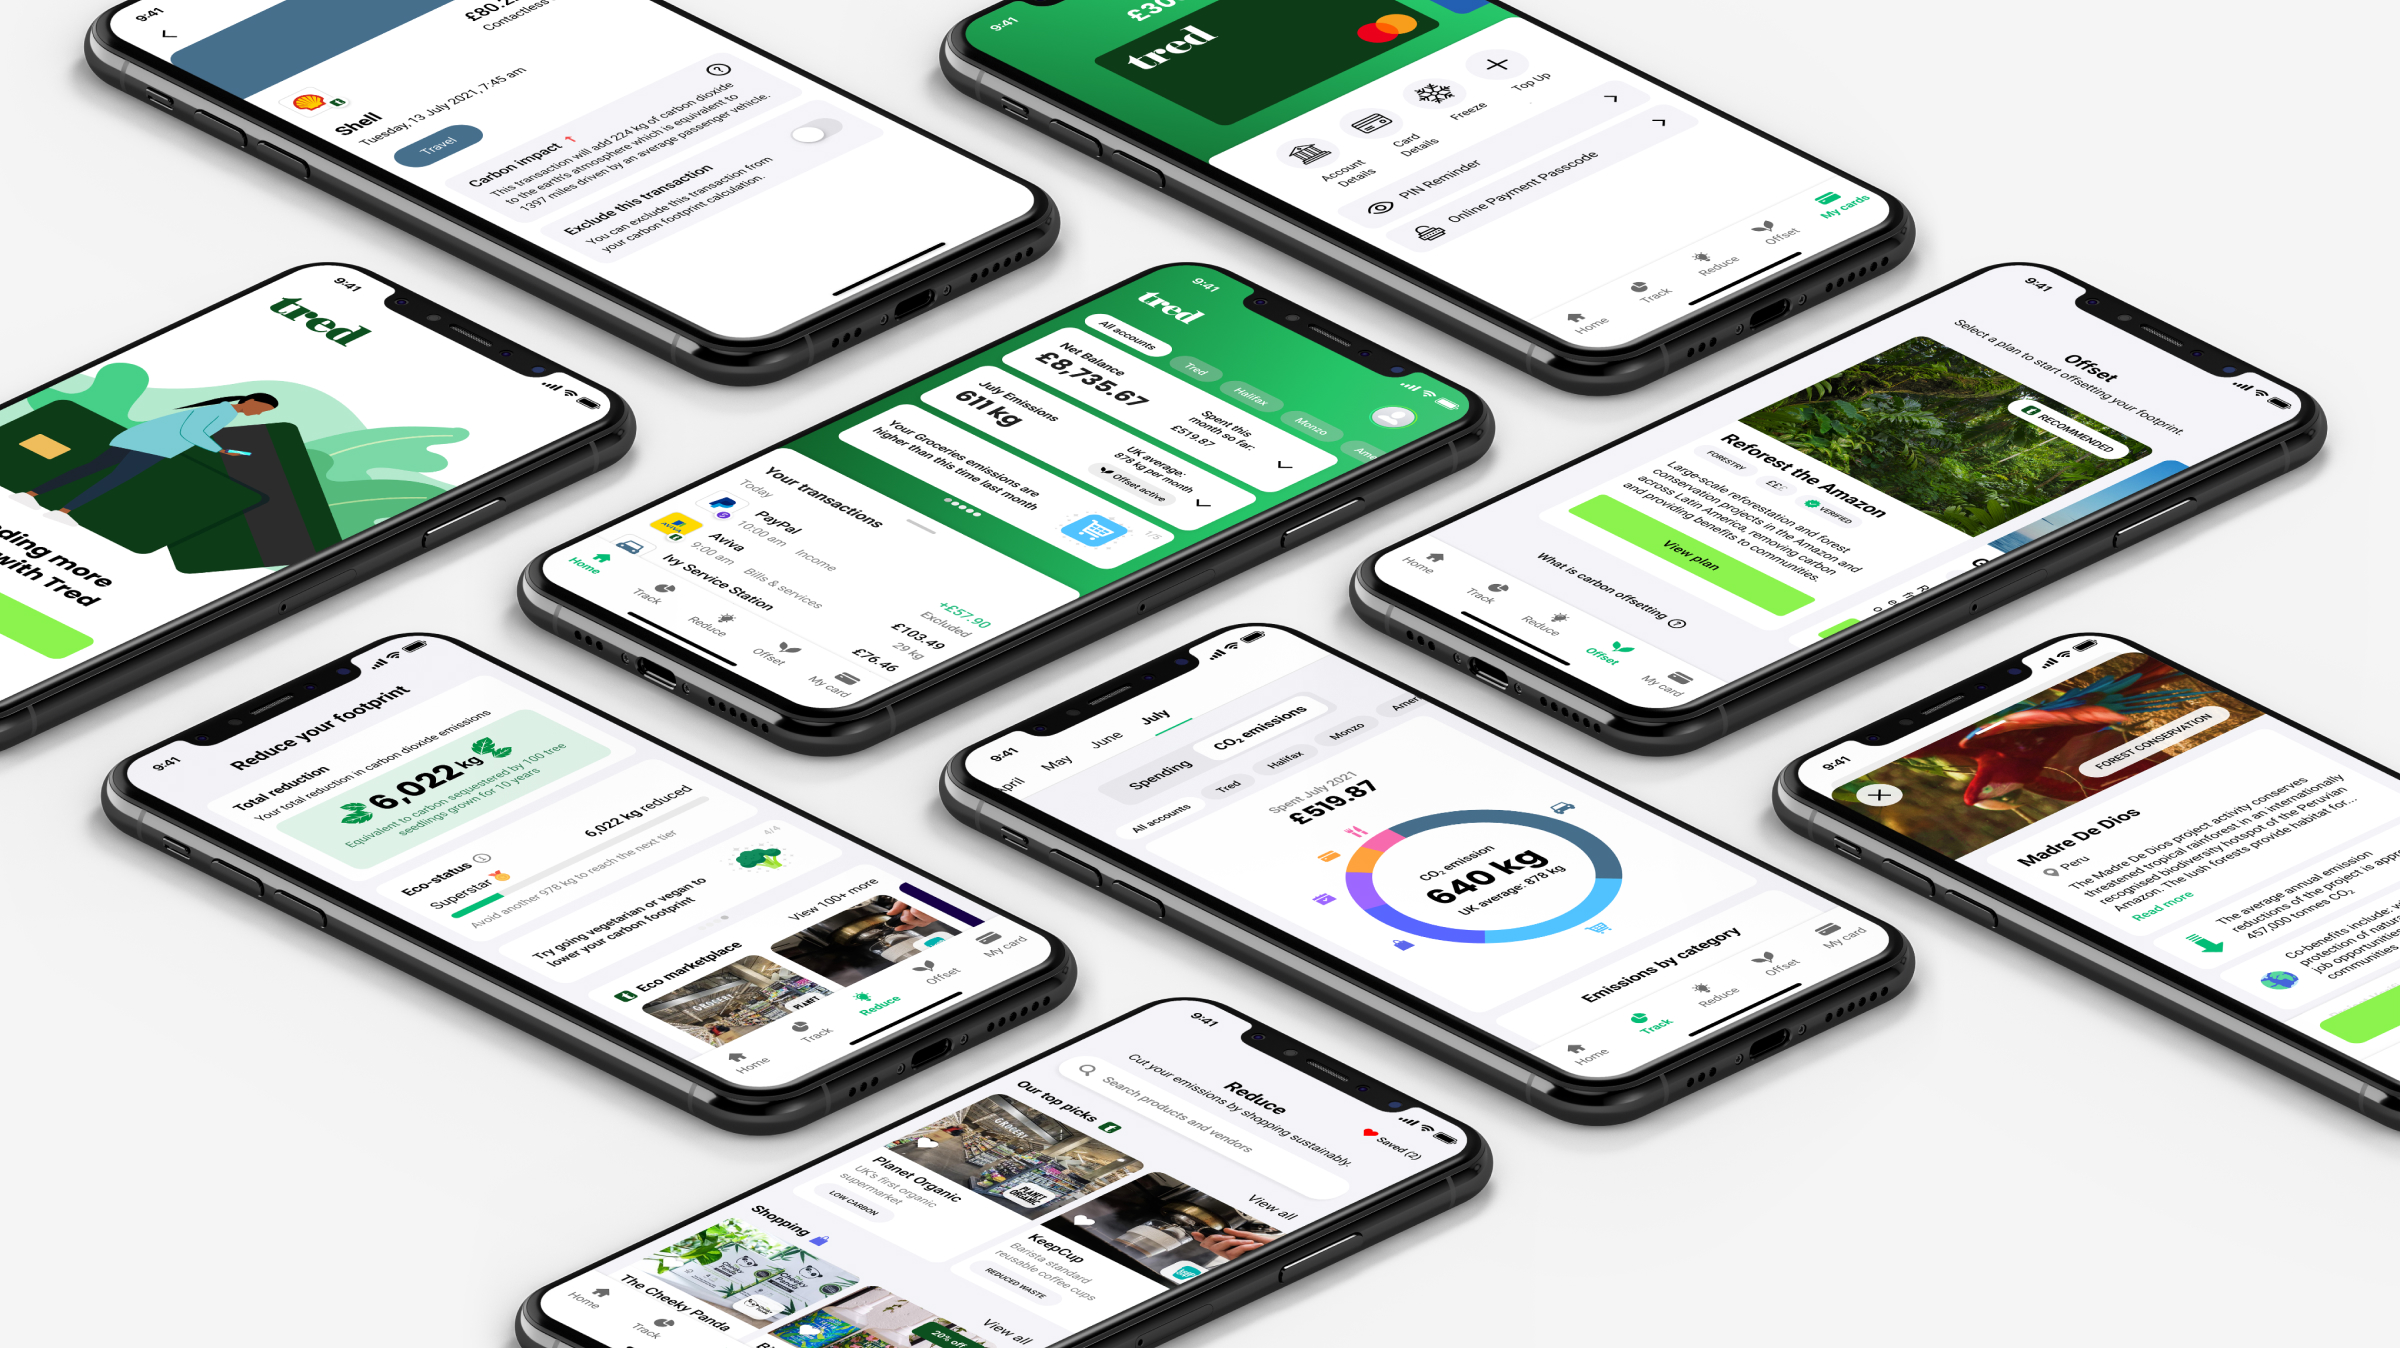 9:41
Contactless
Shell
Tuesday, 13 July 2021, 7:45 am
Travel
Carbon impact
This transaction will add 224 kg of carbon dioxide
to the earth's atmosphere which is equivalent to
1397 miles driven by an average passenger vehicle.
Exclude this transaction
You can exclude this transaction from
your carbon footprint calculation.
9:41
tred
Account
Details
Card
Details
Freeze
Top Up
PIN Reminder
Online Payment Passcode
Home
Track
Reduce
Offset
My cards
9:41
tred
more
with Tred
9:41
tred
All accounts
Tred
Halifax
Monzo
Net Balance
£8,735.67
Spent this
month so far:
£519.87
July Emissions
611 kg
UK average:
878 kg per month
Offset active
Your Groceries emissions are
higher than this time last month
1/5
Your transactions
Today
PayPal
10:00 am Income
+£57.90
Excluded
AVIVA
Aviva
9:00 am Bills & services
£103.49
29 kg
Ivy Service Station
£76.46
Home
Track
Reduce
Offset
My card
9:41
Offset
Select a plan to start offsetting your footprint.
RECOMMENDED
Reforest the Amazon
FORESTRY
£££
VERIFIED
Large-scale reforestation and forest
conservation projects in the Amazon and
across Latin America, removing carbon
and providing benefits to communities.
View plan
What is carbon offsetting
Home
Track
Reduce
Offset
My card
9:41
Reduce your footprint
Total reduction
Your total reduction in carbon dioxide emissions
6,022 kg
Equivalent to carbon sequestered by 100 tree
seedlings grown for 10 years
Eco-status
Superstar
6,022 kg reduced
Avoid another 978 kg to reach the next tier
4/4
Try going vegetarian or vegan to
lower your carbon footprint
Eco marketplace
View 100+ more
GROCERY
PLANET
Home
Track
Reduce
Offset
My card
9:41
May
June
July
Spending
CO₂ emissions
All accounts
Tred
Halifax
Monzo
Spent July 2021
£519.87
CO₂ emission
640 kg
UK average: 878 kg
Emissions by category
Home
Track
Reduce
Offset
My card
9:41
FOREST CONSERVATION
Madre De Dios
Peru
The Madre De Dios project activity conserves
threatened tropical rainforest in an internationally
recognised biodiversity hotspot of the Peruvian
Amazon. The lush forests provide habitat for...
Read more
The average annual emission
reductions of the project is
457,000 tonnes CO₂
Co-benefits include:
protection of
job opportunities
communities
9:41
Reduce
Cut your emissions by shopping sustainably.
Saved (2)
Search products and vendors
Our top picks
View all
GROCERY
PLANET
ORGANIC
Planet Organic
UK's first organic
supermarket
LOW CARBON
KeepCup
Barista standard
reusable coffee cups
REDUCED WASTE
Shopping
View all
Cheeky
Panda
The Cheeky Panda
20% off
Home
Track